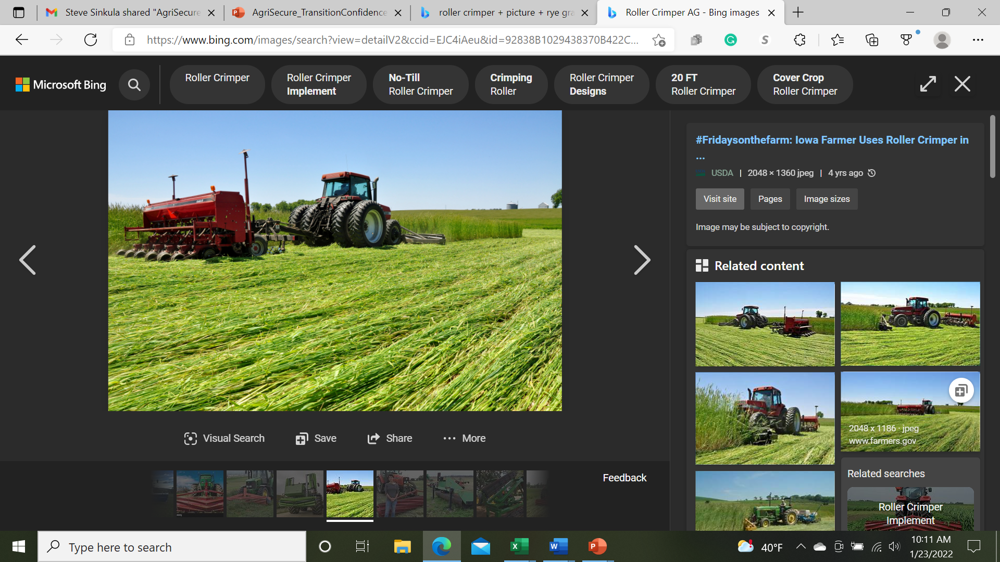 Steve Sinkula shared "AgriSecure
AgriSecure_TransitionConfidence
roller crimper + picture + rye gra
Roller Crimper AG - Bing images
https://www.bing.com/images/search?view=detailV2&ccid=EJC4iAeu&id=92838B1029438370B422C...
Microsoft Bing
Roller Crimper
Roller Crimper
Implement
No-Till
Roller Crimper
Crimping
Roller
Roller Crimper
Designs
20 FT
Roller Crimper
Cover Crop
Roller Crimper
#Fridaysonthefarm: Iowa Farmer Uses Roller Crimper in
...
USDA | 2048 × 1360 jpeg | 4 yrs ago
Visit site
Pages
Image sizes
Image may be subject to copyright.
Related content
2048 x 1186 · jpeg
www.farmers.gov
Visual Search
Save
Share
More
Feedback
Related searches
Roller Crimper
Implement
Type here to search
40°F
10:11 AM
1/23/2022